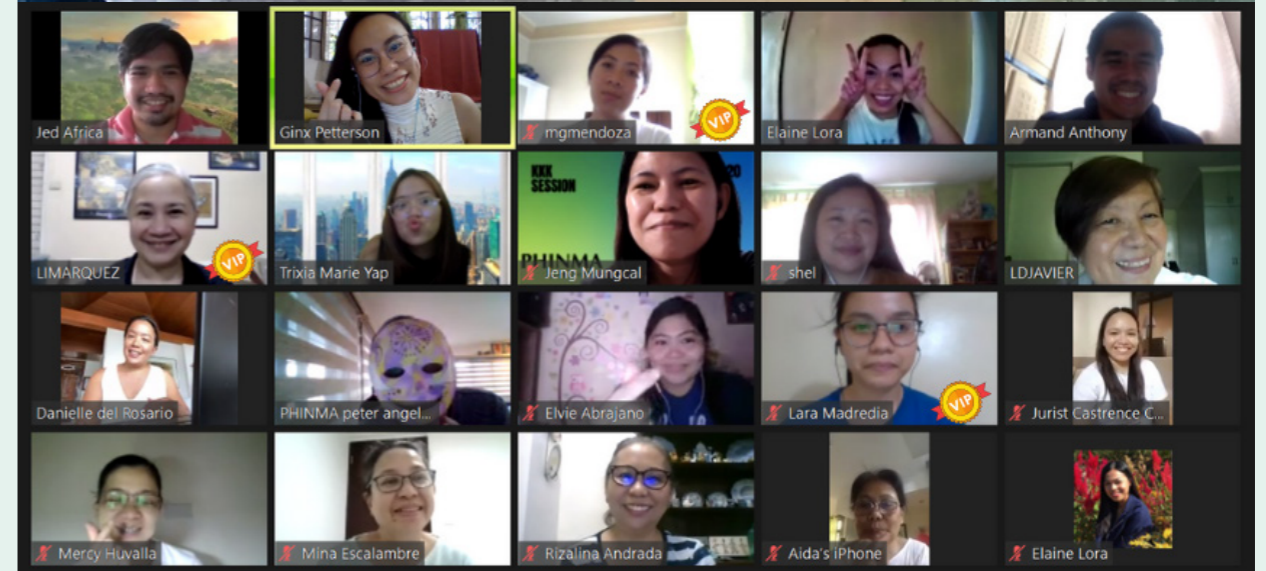 Jed Africa
Ginx Petterson
mgmendoza
VIP
Elaine Lora
Armand Anthony
LIMARQUEZ
VIP
Trixia Marie Yap
KKK
SESSION
20
PHINMA
Jeng Mungcal
shel
LDJAVIER
Danielle del Rosario
PHINMA peter angel...
Elvie Abrajano
Lara Madredia
VIP
Jurist Castrence C...
Mercy Huvalla
Mina Escalambre
Rizalina Andrada
Aida's iPhone
Elaine Lora